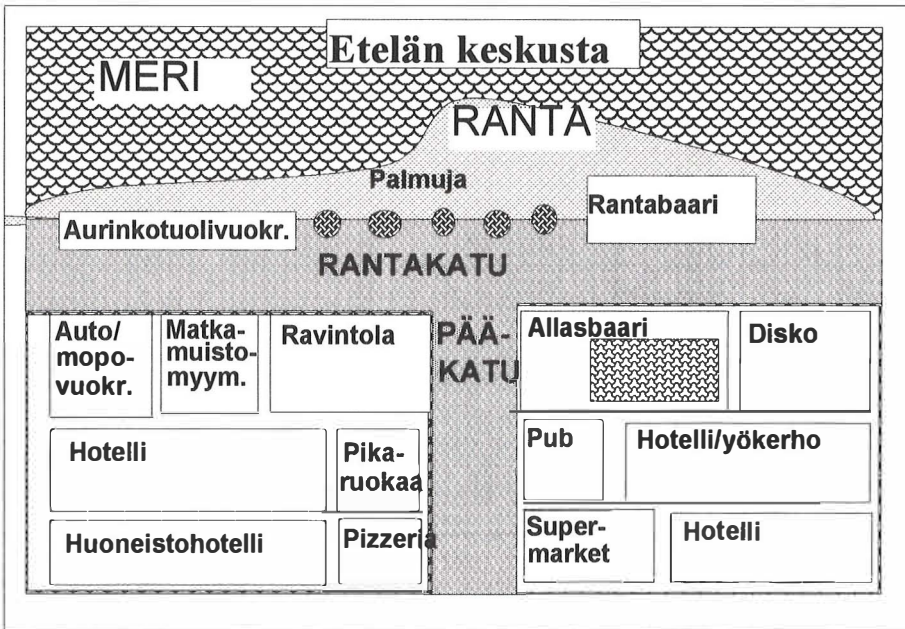 Etelän keskusta
MERI
RANTA
Palmuja
Rantabaari
Aurinkotuolivuokr.
RANTAKATU
Auto/
mopo-
vuokr.
Matka-
muisto-
myym.
Ravintola
PÄÄ-
KATU
Allasbaari
Disko
Hotelli
Pika-
ruokaa
Pub
Hotelli/yökerho
Huoneistohotelli
Pizzeria
Super-
market
Hotelli